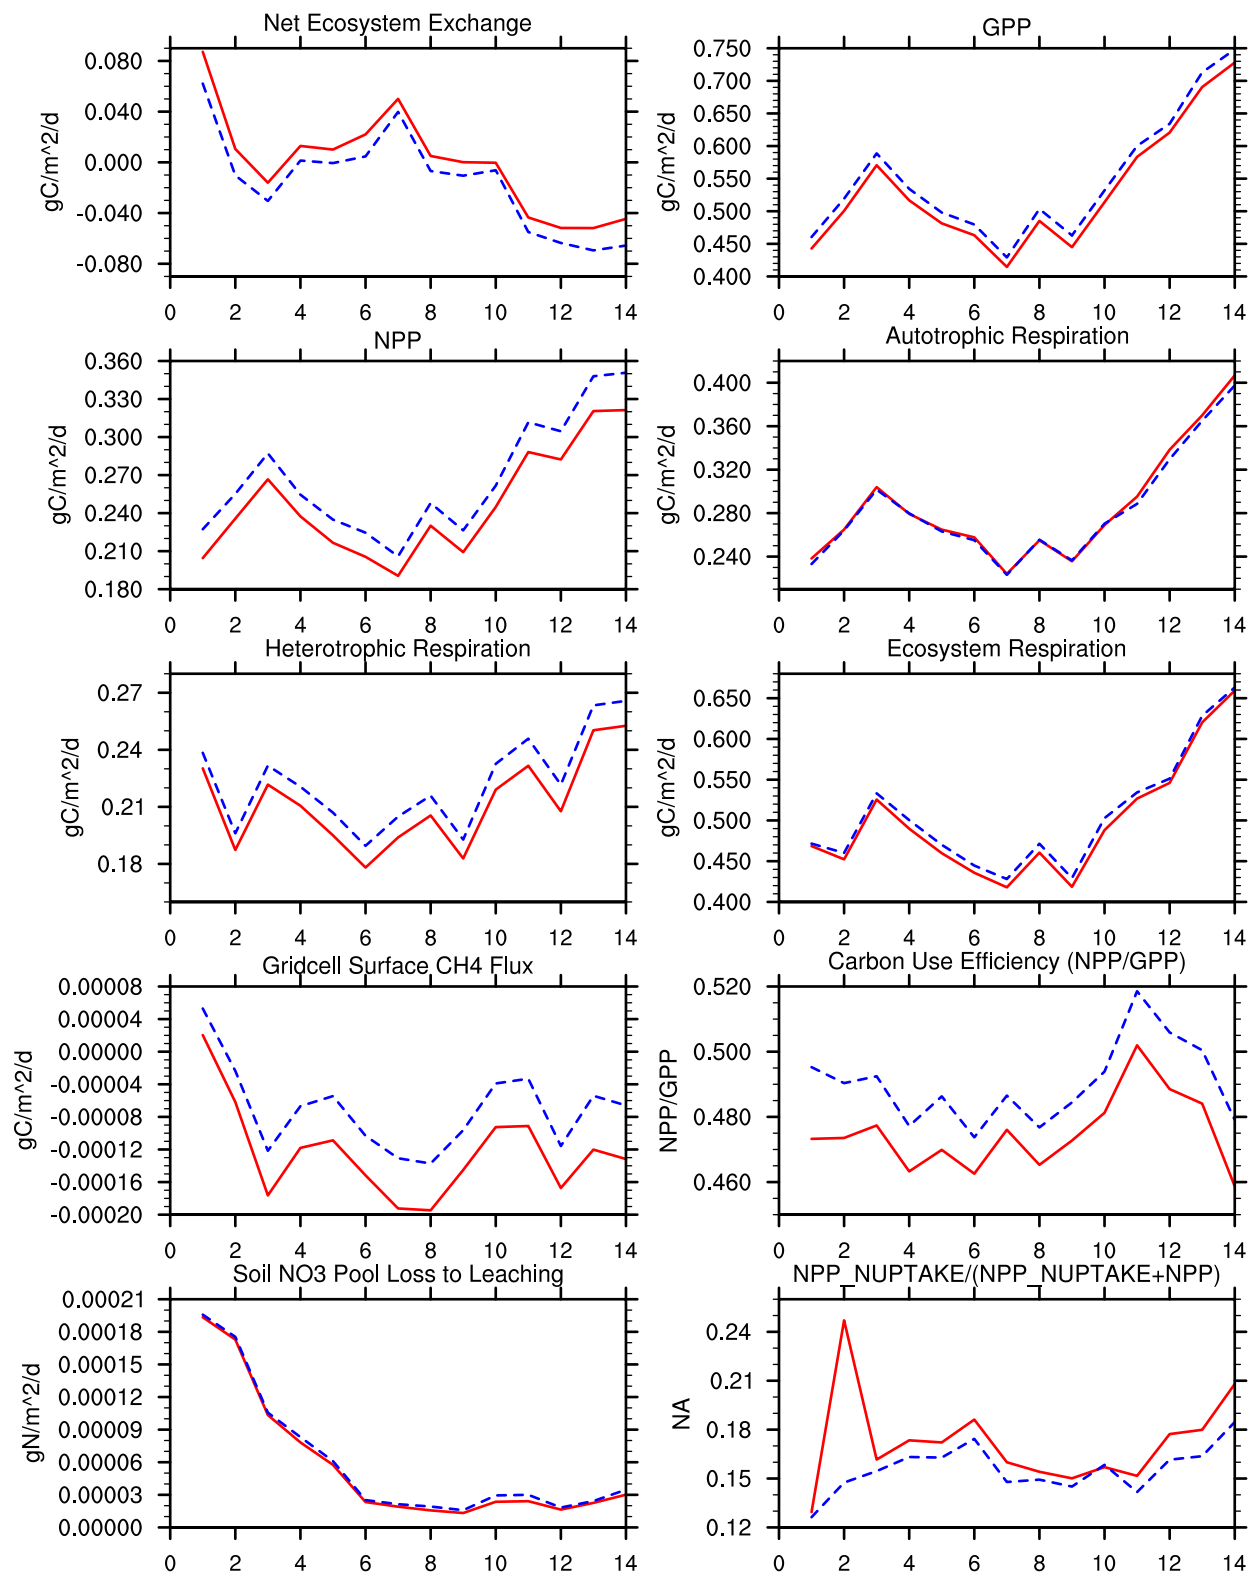 Net Ecosystem Exchange
gC/m^2/d
0.080
0.040
0.000
-0.040
-0.080
0 2 4 6 8 10 12 14
GPP
gC/m^2/d
0.750
0.700
0.650
0.600
0.550
0.500
0.450
0.400
0 2 4 6 8 10 12 14
NPP
gC/m^2/d
0.360
0.330
0.300
0.270
0.240
0.210
0.180
0 2 4 6 8 10 12 14
Autotrophic Respiration
gC/m^2/d
0.400
0.360
0.320
0.280
0.240
0 2 4 6 8 10 12 14
Heterotrophic Respiration
gC/m^2/d
0.27
0.24
0.21
0.18
0 2 4 6 8 10 12 14
Ecosystem Respiration
gC/m^2/d
0.650
0.600
0.550
0.500
0.450
0.400
0 2 4 6 8 10 12 14
Gridcell Surface CH4 Flux
gC/m^2/d
0.00008
0.00004
0.00000
-0.00004
-0.00008
-0.00012
-0.00016
-0.00020
0 2 4 6 8 10 12 14
Carbon Use Efficiency (NPP/GPP)
NPP/GPP
0.520
0.500
0.480
0.460
0 2 4 6 8 10 12 14
Soil NO3 Pool Loss to Leaching
gN/m^2/d
0.00021
0.00018
0.00015
0.00012
0.00009
0.00006
0.00003
0.00000
0 2 4 6 8 10 12 14
NPP_NUPTAKE/(NPP_NUPTAKE+NPP)
NA
0.24
0.21
0.18
0.15
0.12
0 2 4 6 8 10 12 14